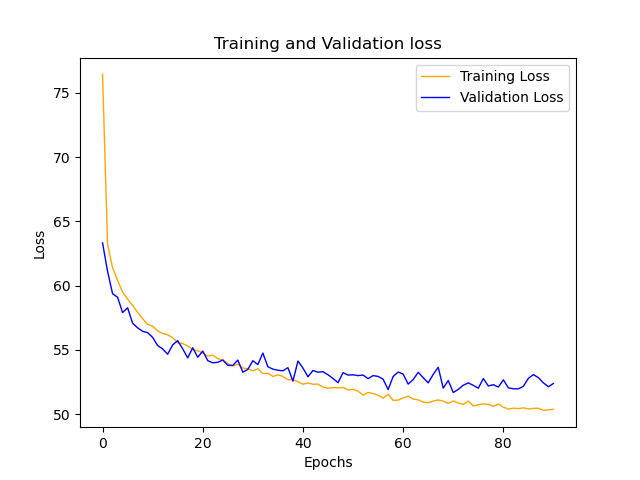 Training and Validation loss
Training Loss
Validation Loss
75
70
65
60
55
50
Loss
0 20 40 60 80
Epochs